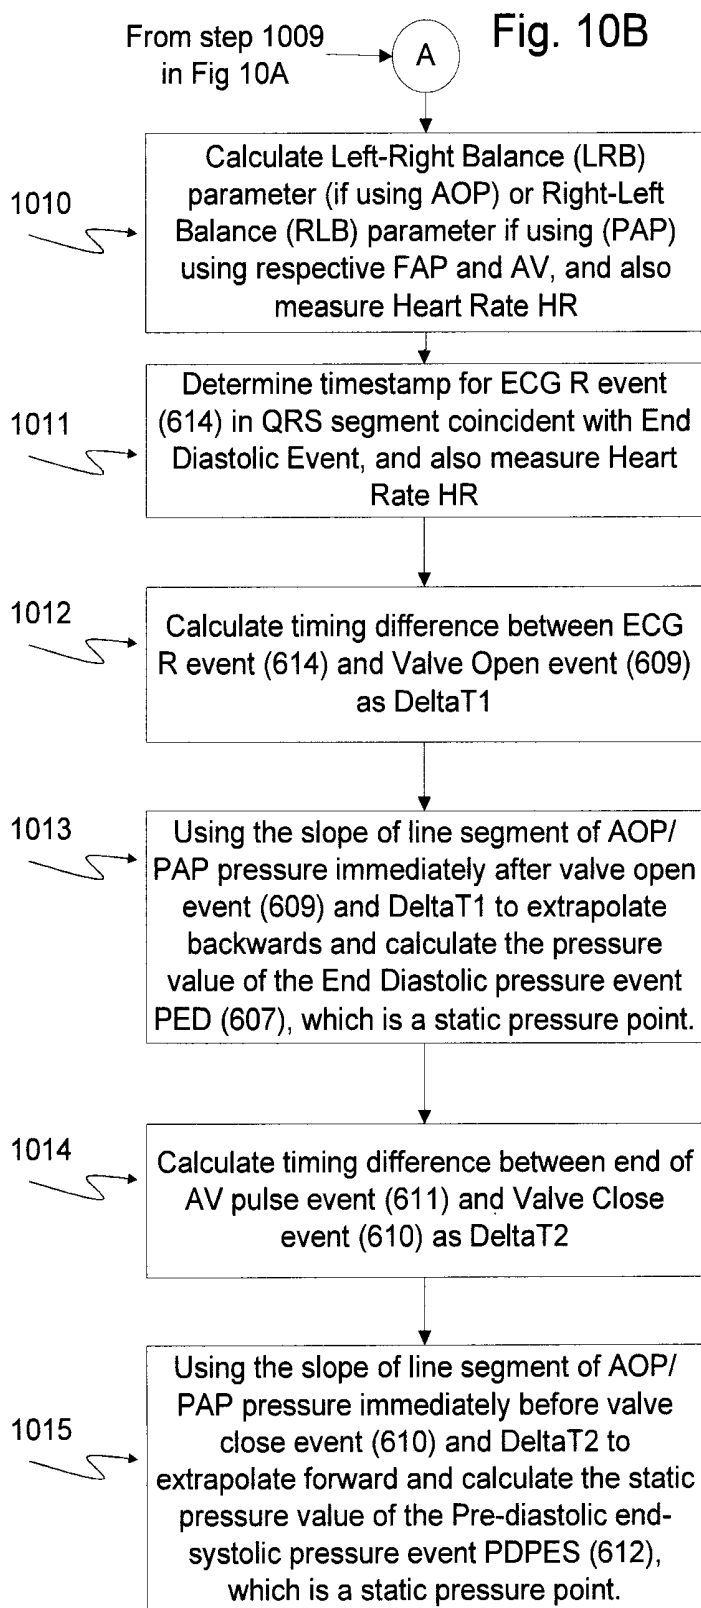 Fig. 10B
From step 1009
in Fig 10A
A
1010
Calculate Left-Right Balance (LRB)
parameter (if using AOP) or Right-Left
Balance (RLB) parameter if using (PAP)
using respective FAP and AV, and also
measure Heart Rate HR
1011
Determine timestamp for ECG R event
(614) in QRS segment coincident with End
Diastolic Event, and also measure Heart
Rate HR
1012
Calculate timing difference between ECG
R event (614) and Valve Open event (609)
as DeltaT1
1013
Using the slope of line segment of AOP/
PAP pressure immediately after valve open
event (609) and DeltaT1 to extrapolate
backwards and calculate the pressure
value of the End Diastolic pressure event
PED (607), which is a static pressure point.
1014
Calculate timing difference between end of
AV pulse event (611) and Valve Close
event (610) as DeltaT2
1015
Using the slope of line segment of AOP/
PAP pressure immediately before valve
close event (610) and DeltaT2 to
extrapolate forward and calculate the static
pressure value of the Pre-diastolic end-
systolic pressure event PDPES (612),
which is a static pressure point.